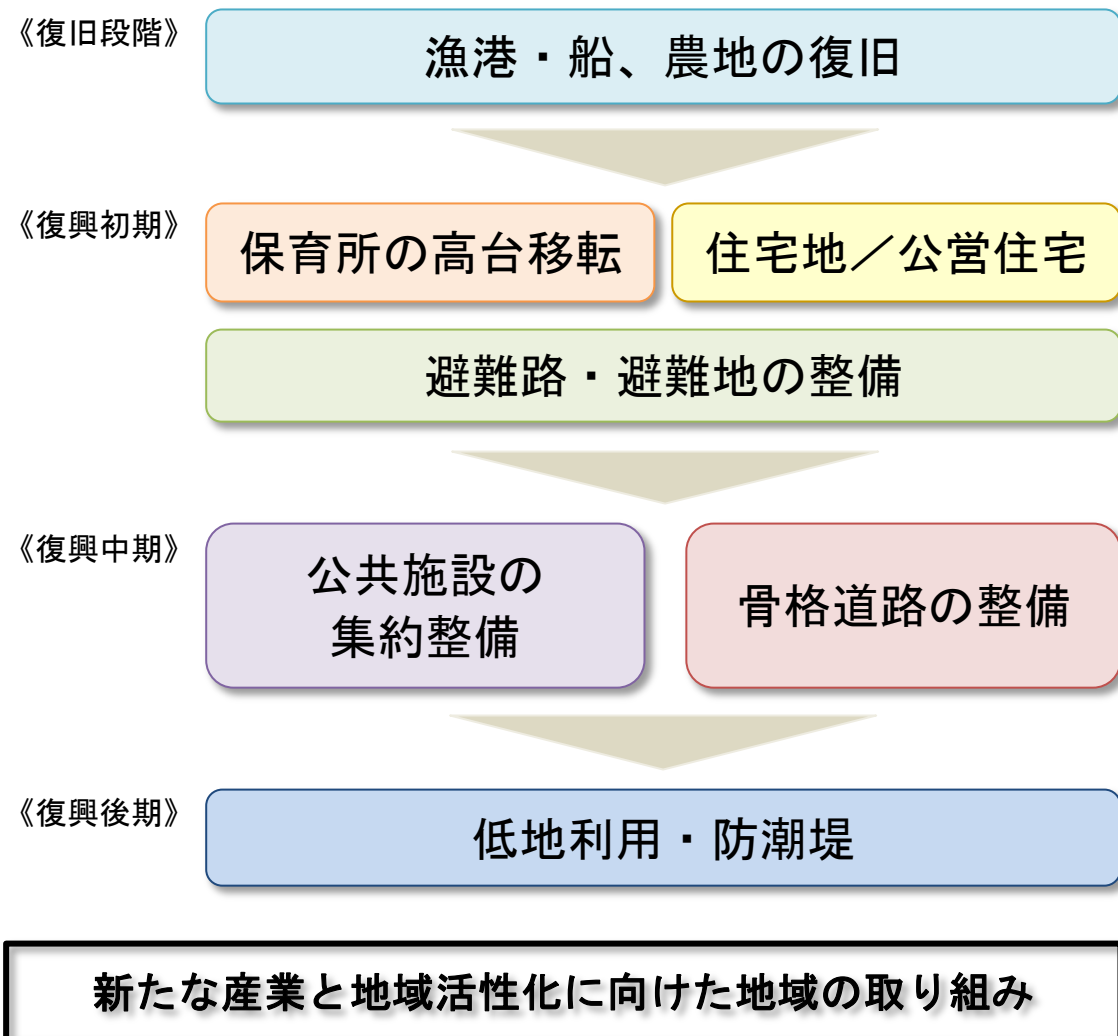 《復旧段階》
漁港・船、農地の復旧
《復興初期》
保育所の高台移転
住宅地／公営住宅
避難路・避難地の整備
《復興中期》
公共施設の
集約整備
骨格道路の整備
《復興後期》
低地利用・防潮堤
新たな産業と地域活性化に向けた地域の取り組み